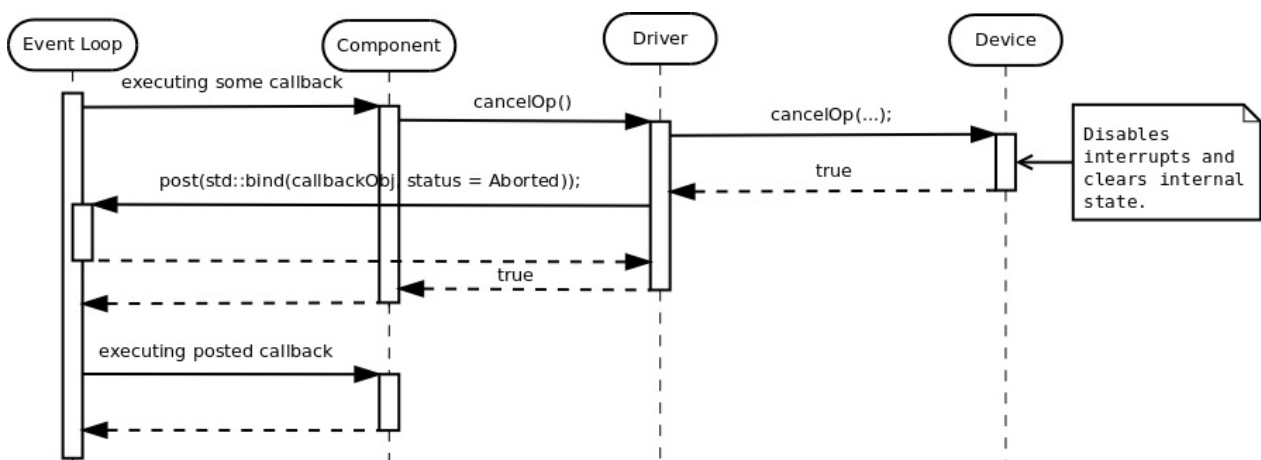 Event Loop
Component
Driver
Device
executing some callback
cancelOp()
cancelOp(...);
Disables
interrupts and
clears internal
state.
true
post(std::bind(callbackObj, status = Aborted));
true
executing posted callback